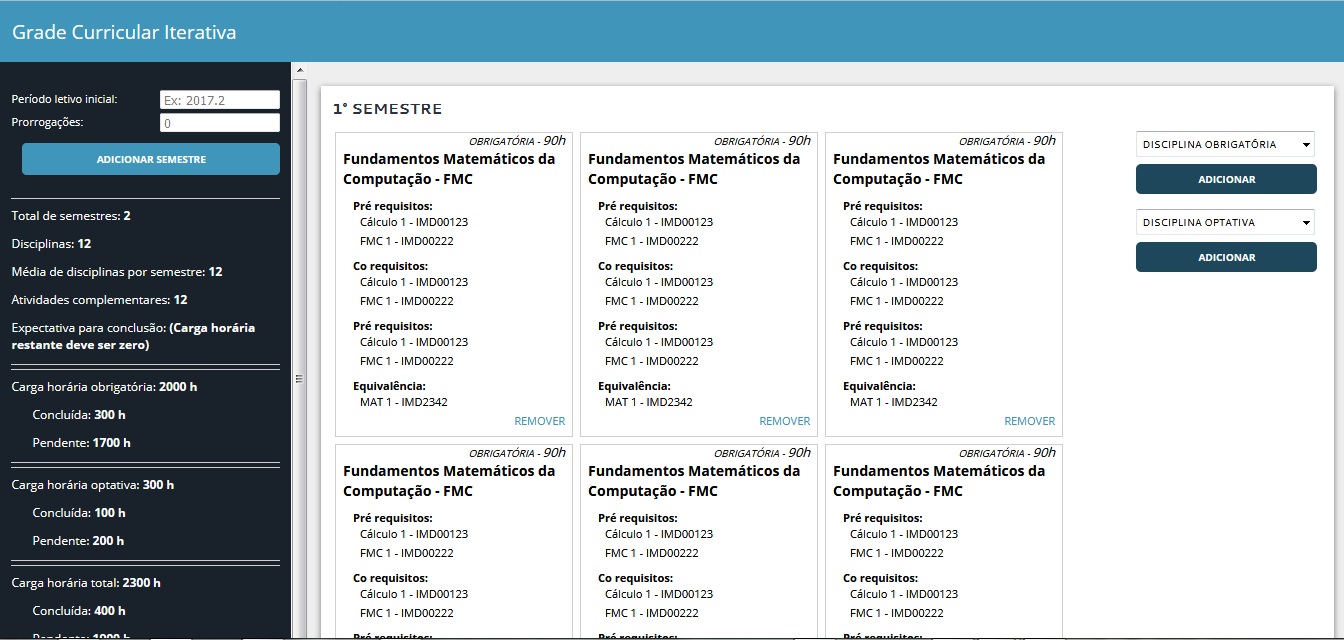 Grade Curricular Iterativa
Período letivo inicial:
Ex: 2017.2
Prorrogações:
0
ADICIONAR SEMESTRE
Total de semestres: 2
Disciplinas: 12
Média de disciplinas por semestre: 12
Atividades complementares: 12
Expectativa para conclusão: (Carga horária
restante deve ser zero)
Carga horária obrigatória: 2000 h
Concluída: 300 h
Pendente: 1700 h
Carga horária optativa: 300 h
Concluída: 100 h
Pendente: 200 h
Carga horária total: 2300 h
Concluída: 400 h
Pendente: 1900 h
1° SEMESTRE
OBRIGATÓRIA - 90h
Fundamentos Matemáticos da
Computação - FMC
Pré requisitos:
Cálculo 1 - IMD00123
FMC 1 - IMD00222
Co requisitos:
Cálculo 1 - IMD00123
FMC 1 - IMD00222
Pré requisitos:
Cálculo 1 - IMD00123
FMC 1 - IMD00222
Equivalência:
MAT 1 - IMD2342
REMOVER
OBRIGATÓRIA - 90h
Fundamentos Matemáticos da
Computação - FMC
Pré requisitos:
Cálculo 1 - IMD00123
FMC 1 - IMD00222
Co requisitos:
Cálculo 1 - IMD00123
FMC 1 - IMD00222
Pré requisitos:
Cálculo 1 - IMD00123
FMC 1 - IMD00222
Equivalência:
MAT 1 - IMD2342
REMOVER
OBRIGATÓRIA - 90h
Fundamentos Matemáticos da
Computação - FMC
Pré requisitos:
Cálculo 1 - IMD00123
FMC 1 - IMD00222
Co requisitos:
Cálculo 1 - IMD00123
FMC 1 - IMD00222
Pré requisitos:
Cálculo 1 - IMD00123
FMC 1 - IMD00222
Equivalência:
MAT 1 - IMD2342
REMOVER
OBRIGATÓRIA - 90h
Fundamentos Matemáticos da
Computação - FMC
Pré requisitos:
Cálculo 1 - IMD00123
FMC 1 - IMD00222
Co requisitos:
Cálculo 1 - IMD00123
FMC 1 - IMD00222
Pré requisitos:
OBRIGATÓRIA - 90h
Fundamentos Matemáticos da
Computação - FMC
Pré requisitos:
Cálculo 1 - IMD00123
FMC 1 - IMD00222
Co requisitos:
Cálculo 1 - IMD00123
FMC 1 - IMD00222
Pré requisitos:
OBRIGATÓRIA - 90h
Fundamentos Matemáticos da
Computação - FMC
Pré requisitos:
Cálculo 1 - IMD00123
FMC 1 - IMD00222
Co requisitos:
Cálculo 1 - IMD00123
FMC 1 - IMD00222
Pré requisitos:
DISCIPLINA OBRIGATÓRIA
ADICIONAR
DISCIPLINA OPTATIVA
ADICIONAR